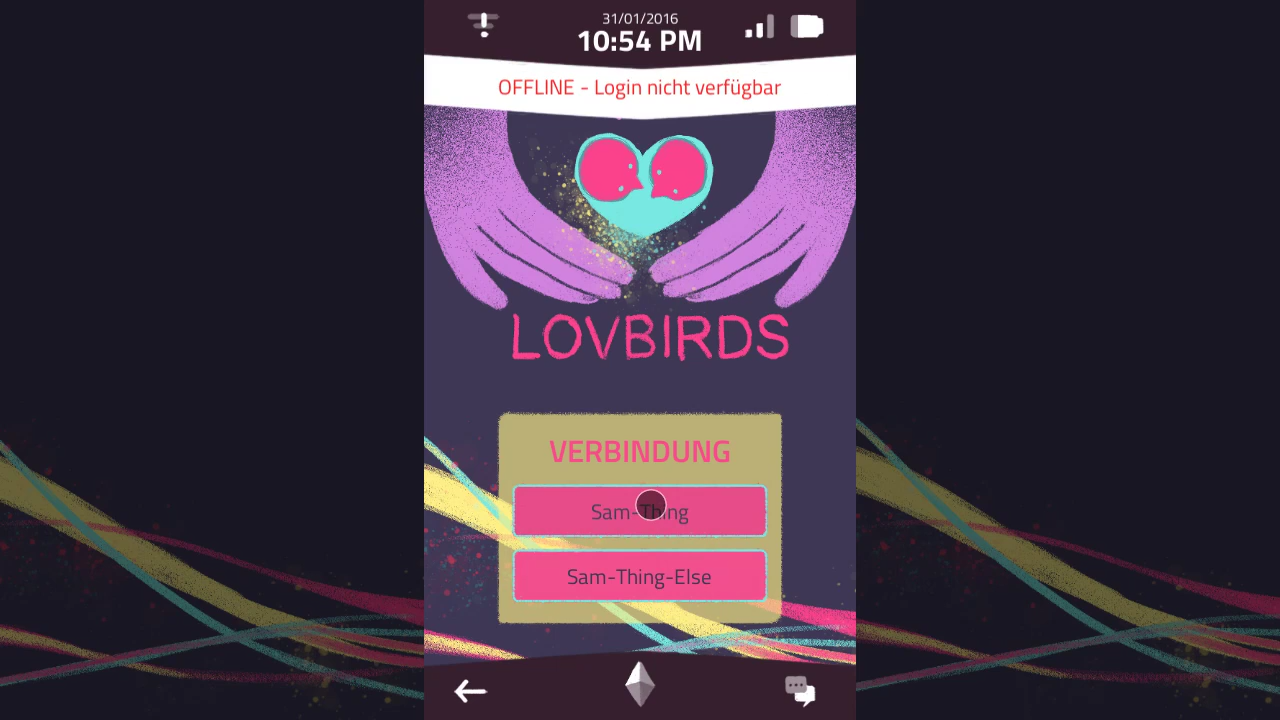 31/01/2016
10:54 PM
OFFLINE - Login nicht verfügbar
LOVBIRDS
VERBINDUNG
Sam-Thing
Sam-Thing-Else